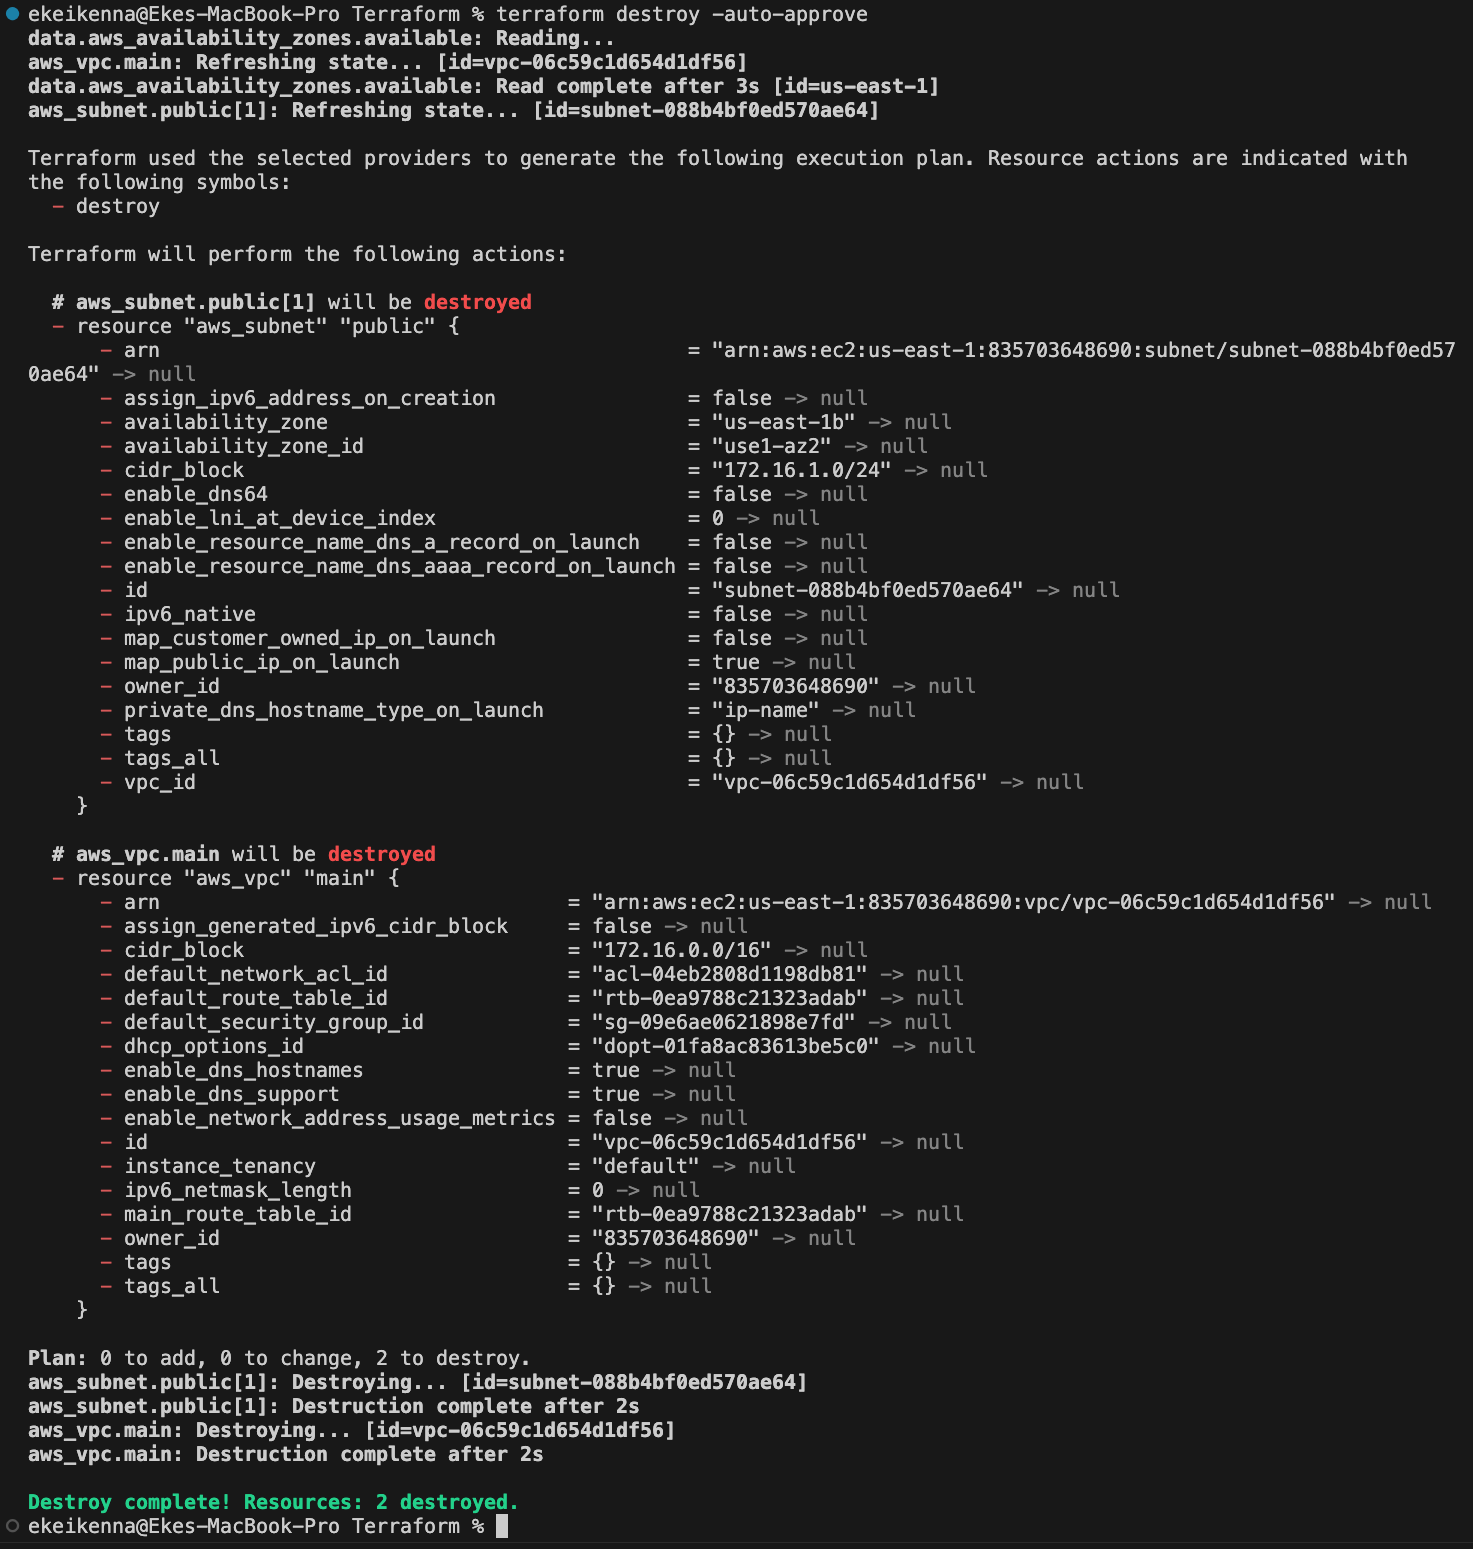 ekeikenna@Ekes-MacBook-Pro Terraform % terraform destroy -auto-approve
data.aws_availability_zones.available: Reading...
aws_vpc.main: Refreshing state... [id=vpc-06c59c1d654d1df56]
data.aws_availability_zones.available: Read complete after 3s [id=us-east-1]
aws_subnet.public[1]: Refreshing state... [id=subnet-088b4bf0ed570ae64]
Terraform used the selected providers to generate the following execution plan. Resource actions are indicated with
the following symbols:
- destroy
Terraform will perform the following actions:
# aws_subnet.public[1] will be destroyed
- resource "aws_subnet" "public" {
- arn = "arn:aws:ec2:us-east-1:835703648690:subnet/subnet-088b4bf0ed57
0ae64" -> null
- assign_ipv6_address_on_creation = false -> null
- availability_zone = "us-east-1b" -> null
- availability_zone_id = "use1-az2" -> null
- cidr_block = "172.16.1.0/24" -> null
- enable_dns64 = false -> null
- enable_lni_at_device_index = 0 -> null
- enable_resource_name_dns_a_record_on_launch = false -> null
- enable_resource_name_dns_aaaa_record_on_launch = false -> null
- id = "subnet-088b4bf0ed570ae64" -> null
- ipv6_native = false -> null
- map_customer_owned_ip_on_launch = false -> null
- map_public_ip_on_launch = true -> null
- owner_id = "835703648690" -> null
- private_dns_hostname_type_on_launch = "ip-name" -> null
- tags = {} -> null
- tags_all = {} -> null
- vpc_id = "vpc-06c59c1d654d1df56" -> null
}
# aws_vpc.main will be destroyed
- resource "aws_vpc" "main" {
- arn = "arn:aws:ec2:us-east-1:835703648690:vpc/vpc-06c59c1d654d1df56" -> null
- assign_generated_ipv6_cidr_block = false -> null
- cidr_block = "172.16.0.0/16" -> null
- default_network_acl_id = "acl-04eb2808d1198db81" -> null
- default_route_table_id = "rtb-0ea9788c21323adab" -> null
- default_security_group_id = "sg-09e6ae0621898e7fd" -> null
- dhcp_options_id = "dopt-01fa8ac83613be5c0" -> null
- enable_dns_hostnames = true -> null
- enable_dns_support = true -> null
- enable_network_address_usage_metrics = false -> null
- id = "vpc-06c59c1d654d1df56" -> null
- instance_tenancy = "default" -> null
- ipv6_netmask_length = 0 -> null
- main_route_table_id = "rtb-0ea9788c21323adab" -> null
- owner_id = "835703648690" -> null
- tags = {} -> null
- tags_all = {} -> null
}
Plan: 0 to add, 0 to change, 2 to destroy.
aws_subnet.public[1]: Destroying... [id=subnet-088b4bf0ed570ae64]
aws_subnet.public[1]: Destruction complete after 2s
aws_vpc.main: Destroying... [id=vpc-06c59c1d654d1df56]
aws_vpc.main: Destruction complete after 2s
Destroy complete! Resources: 2 destroyed.
ekeikenna@Ekes-MacBook-Pro Terraform %